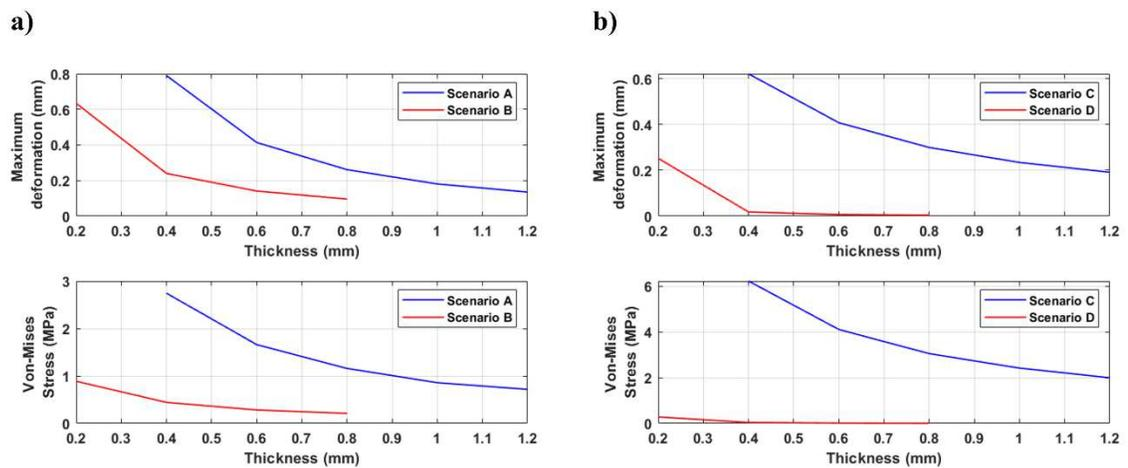 a)
Maximum
deformation (mm)
0.8
0.6
0.4
0.2
0
Scenario A
Scenario B
0.2 0.3 0.4 0.5 0.6 0.7 0.8 0.9 1 1.1 1.2
Thickness (mm)
Von-Mises
Stress (MPa)
3
2
1
0
Scenario A
Scenario B
0.2 0.3 0.4 0.5 0.6 0.7 0.8 0.9 1 1.1 1.2
Thickness (mm)
b)
Maximum
deformation (mm)
0.6
0.4
0.2
0
Scenario C
Scenario D
0.2 0.3 0.4 0.5 0.6 0.7 0.8 0.9 1 1.1 1.2
Thickness (mm)
Von-Mises
Stress (MPa)
6
4
2
0
Scenario C
Scenario D
0.2 0.3 0.4 0.5 0.6 0.7 0.8 0.9 1 1.1 1.2
Thickness (mm)